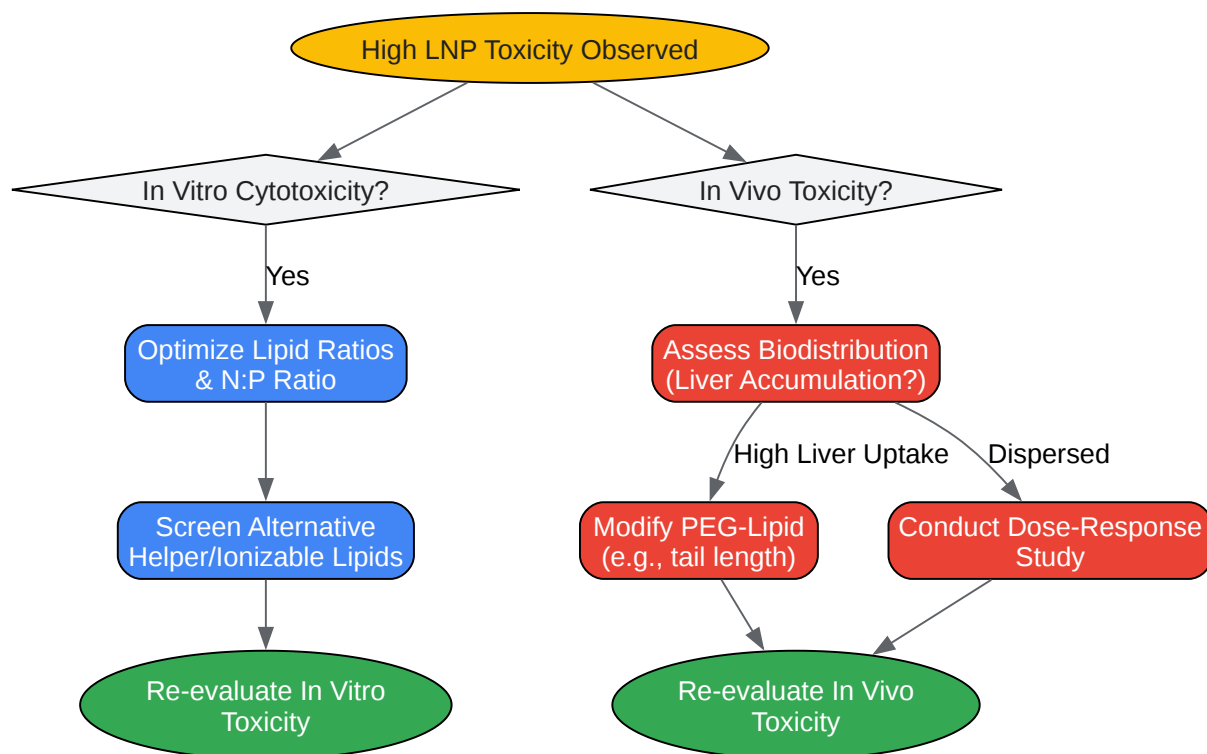 High LNP Toxicity Observed
In Vitro Cytotoxicity?
In Vivo Toxicity?
Yes
Yes
Optimize Lipid Ratios
& N:P Ratio
Assess Biodistribution
(Liver Accumulation?)
High Liver Uptake
Dispersed
Screen Alternative
Helper/Ionizable Lipids
Modify PEG-Lipid
(e.g., tail length)
Conduct Dose-Response
Study
Re-evaluate In Vitro
Toxicity
Re-evaluate In Vivo
Toxicity